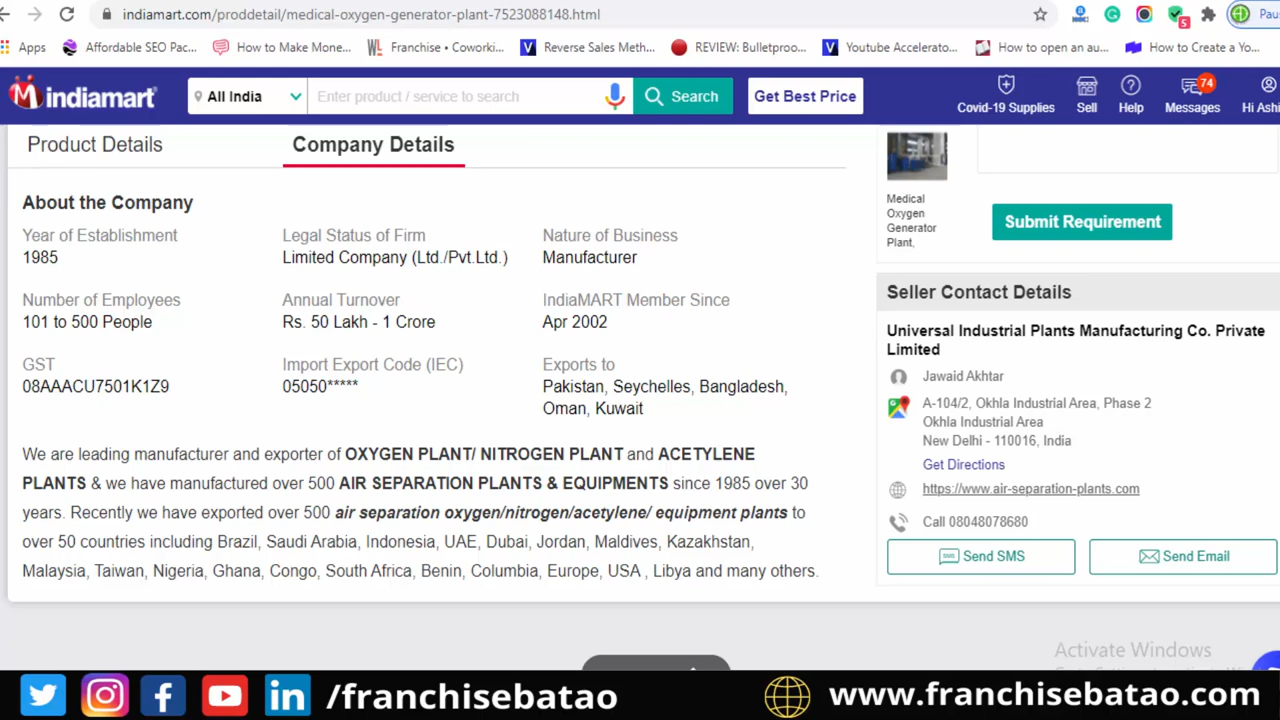 indiamart.com/proddetail/medical-oxygen-generator-plant-7523088148.html
5
Pau
Apps
Affordable SEO Pac...
How to Make Mone...
WL
Franchise • Coworki...
Reverse Sales Meth...
REVIEW: Bulletproo...
Youtube Accelerato...
How to open an au...
How to Create a Yo...
indiamart
All India
Enter product / service to search
Search
Get Best Price
Covid-19 Supplies
Sell
Help
74
Messages
Hi Ashi
Product Details
Company Details
About the Company
Year of Establishment
1985
Legal Status of Firm
Limited Company (Ltd./Pvt.Ltd.)
Nature of Business
Manufacturer
Number of Employees
101 to 500 People
Annual Turnover
Rs. 50 Lakh - 1 Crore
IndiaMART Member Since
Apr 2002
GST
08AAACU7501K1Z9
Import Export Code (IEC)
05050*****
Exports to
Pakistan, Seychelles, Bangladesh,
Oman, Kuwait
We are leading manufacturer and exporter of OXYGEN PLANT/ NITROGEN PLANT and ACETYLENE
PLANTS & we have manufactured over 500 AIR SEPARATION PLANTS & EQUIPMENTS since 1985 over 30
years. Recently we have exported over 500 air separation oxygen/nitrogen/acetylene/ equipment plants to
over 50 countries including Brazil, Saudi Arabia, Indonesia, UAE, Dubai, Jordan, Maldives, Kazakhstan,
Malaysia, Taiwan, Nigeria, Ghana, Congo, South Africa, Benin, Columbia, Europe, USA , Libya and many others.
Medical
Oxygen
Generator
Plant,
Submit Requirement
Seller Contact Details
Universal Industrial Plants Manufacturing Co. Private
Limited
Jawaid Akhtar
A-104/2, Okhla Industrial Area, Phase 2
Okhla Industrial Area
New Delhi - 110016, India
Get Directions
https://www.air-separation-plants.com
Call 08048078680
SMS
Send SMS
Send Email
Activate Windows
/franchisebatao
www.franchisebatao.com